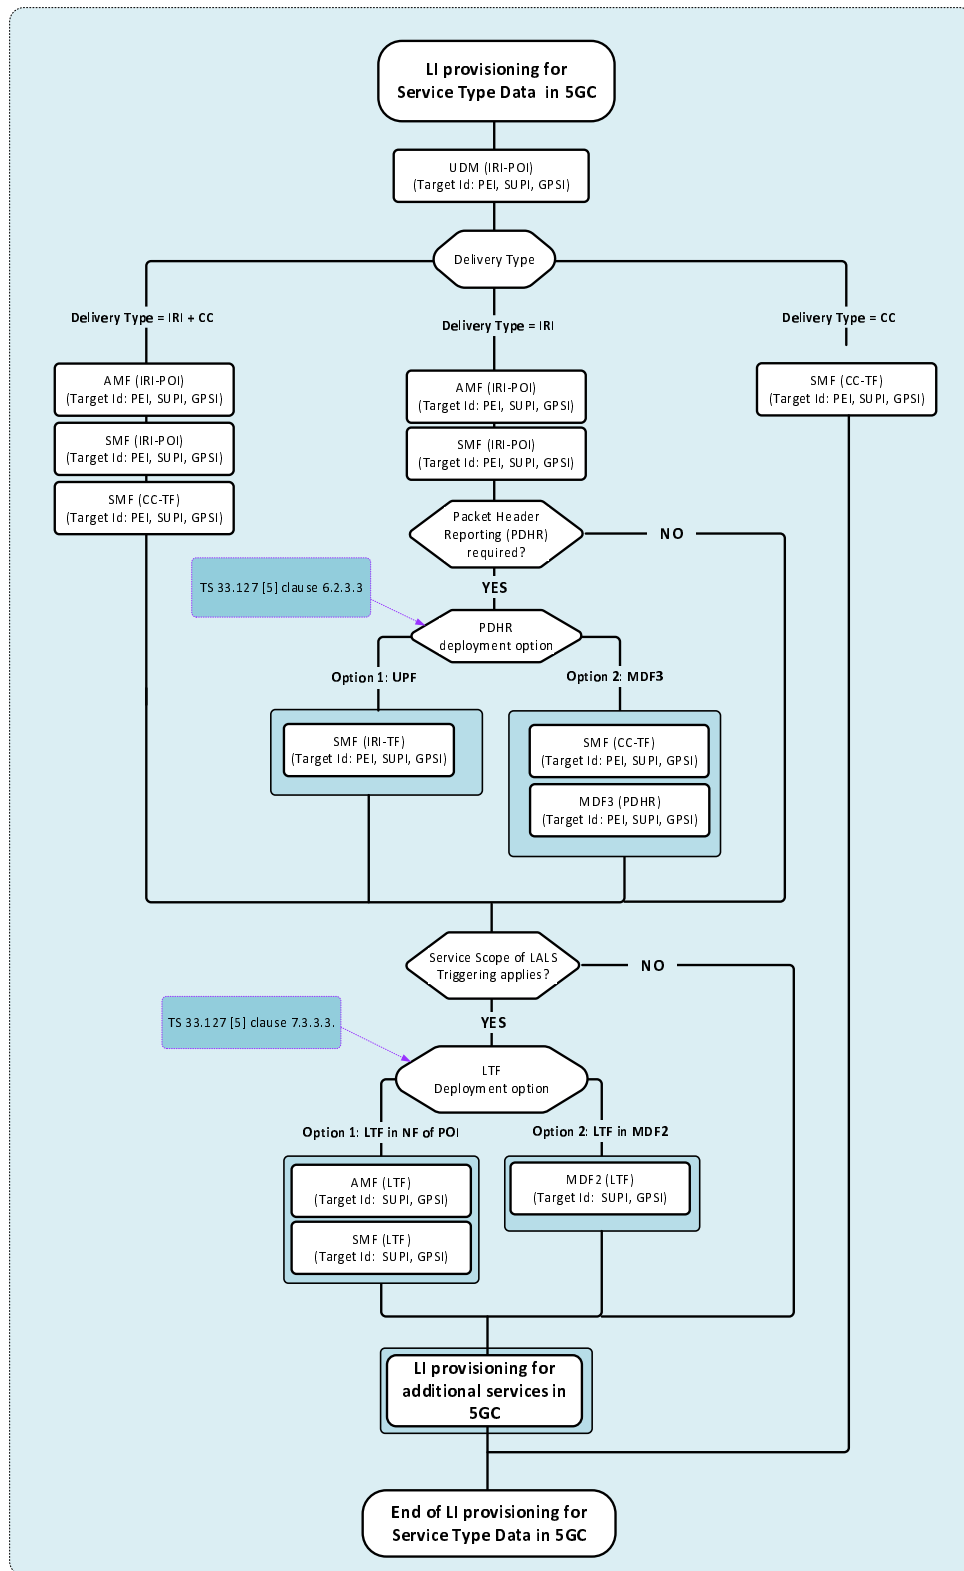 LI provisioning for
Service Type Data in 5GC
UDM (IRI-POI)
(Target Id: PEI, SUPI, GPSI)
Delivery Type
Delivery Type = IRI + CC
Delivery Type = IRI
Delivery Type = CC
AMF (IRI-POI)
(Target Id: PEI, SUPI, GPSI)
SMF (IRI-POI)
(Target Id: PEI, SUPI, GPSI)
SMF (CC-TF)
(Target Id: PEI, SUPI, GPSI)
AMF (IRI-POI)
(Target Id: PEI, SUPI, GPSI)
SMF (IRI-POI)
(Target Id: PEI, SUPI, GPSI)
SMF (CC-TF)
(Target Id: PEI, SUPI, GPSI)
Packet Header
Reporting (PDHR)
required?
NO
YES
TS 33.127 [5] clause 6.2.3.3
PDHR
deployment option
Option 1: UPF
Option 2: MDF3
SMF (IRI-TF)
(Target Id: PEI, SUPI, GPSI)
SMF (CC-TF)
(Target Id: PEI, SUPI, GPSI)
MDF3 (PDHR)
(Target Id: PEI, SUPI, GPSI)
Service Scope of LALS
Triggering applies?
NO
YES
TS 33.127 [5] clause 7.3.3.3.
LTF
Deployment option
Option 1: LTF in NF of POI
Option 2: LTF in MDF2
AMF (LTF)
(Target Id: SUPI, GPSI)
SMF (LTF)
(Target Id: SUPI, GPSI)
MDF2 (LTF)
(Target Id: SUPI, GPSI)
LI provisioning for
additional services in
5GC
End of LI provisioning for
Service Type Data in 5GC